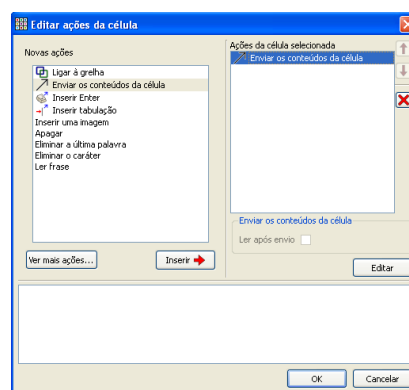 Editar ações da célula
Novas ações
Ligar à grelha
Enviar os conteúdos da célula
Inserir Enter
Inserir tabulação
Inserir uma imagem
Apagar
Eliminar a última palavra
Eliminar o caráter
Ler frase
Ver mais ações...
Inserir
Ações da célula selecionada
Enviar os conteúdos da célula
Enviar os conteúdos da célula
Ler após envio
Editar
OK
Cancelar